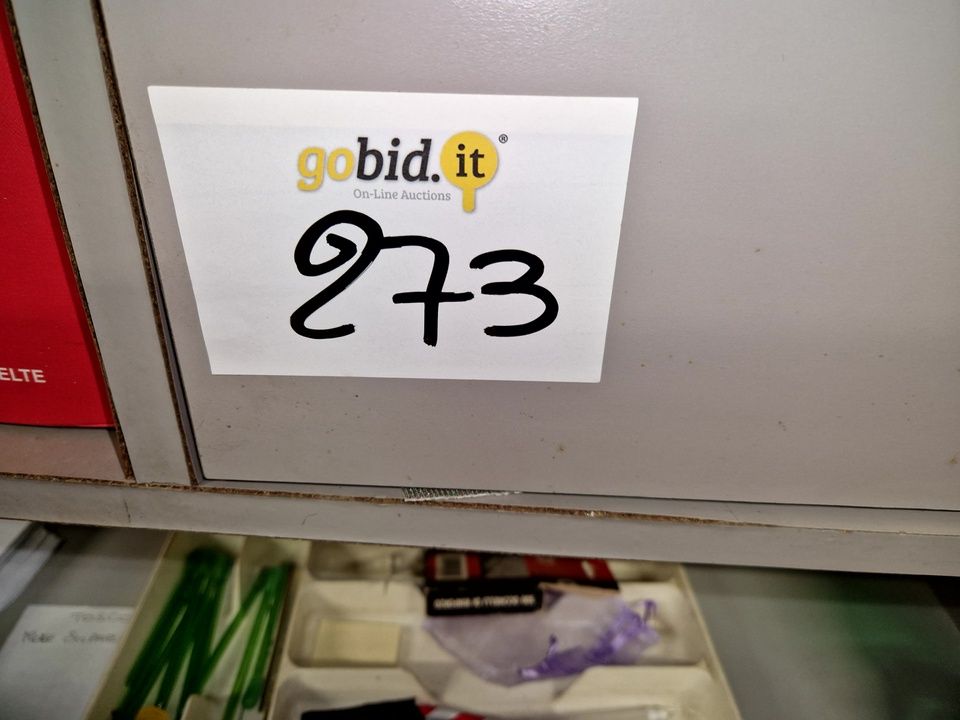 gobid.it®
On-Line Auctions
273
ELTE